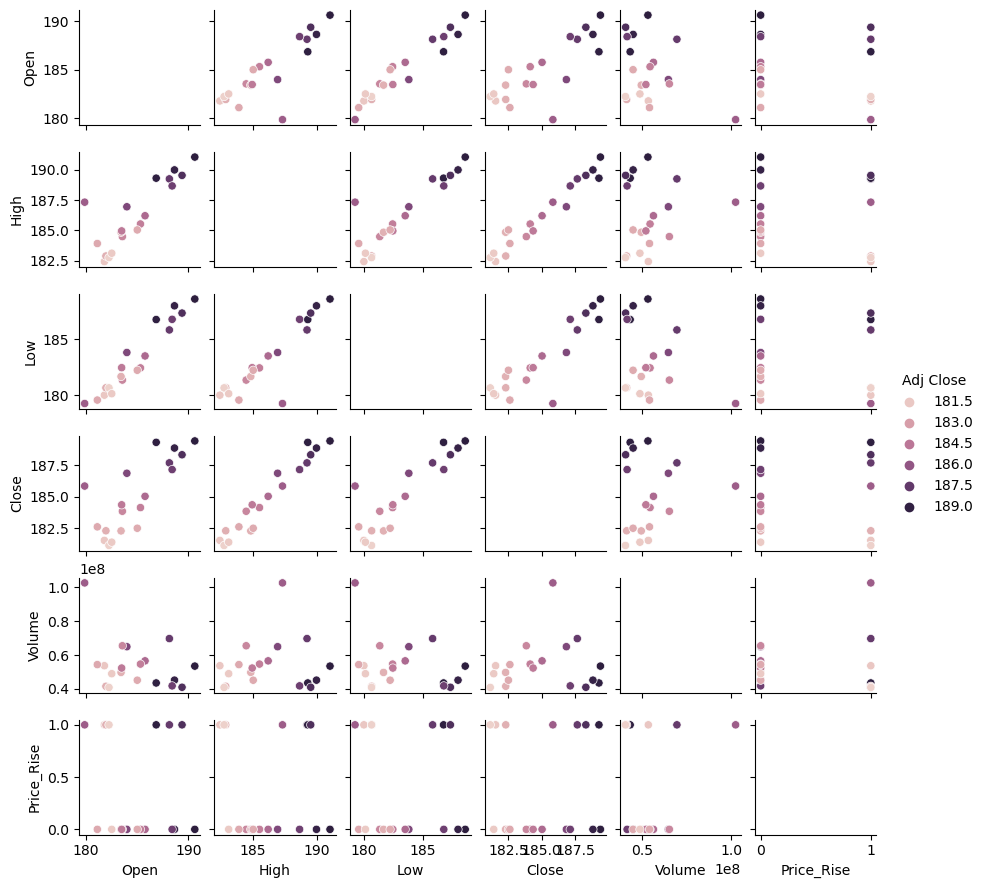 190
185
180
Open
190.0
187.5
185.0
182.5
High
185
180
Low
187.5
185.0
182.5
Close
1e8
1.0
0.8
0.6
0.4
Volume
1.0
0.5
0.0
Price_Rise
180 190
185 190
180 185
182.5 185.0 187.5
0.5 1.0
0 1
1e8
Open High Low Close Volume Price_Rise
Adj Close
181.5
183.0
184.5
186.0
187.5
189.0